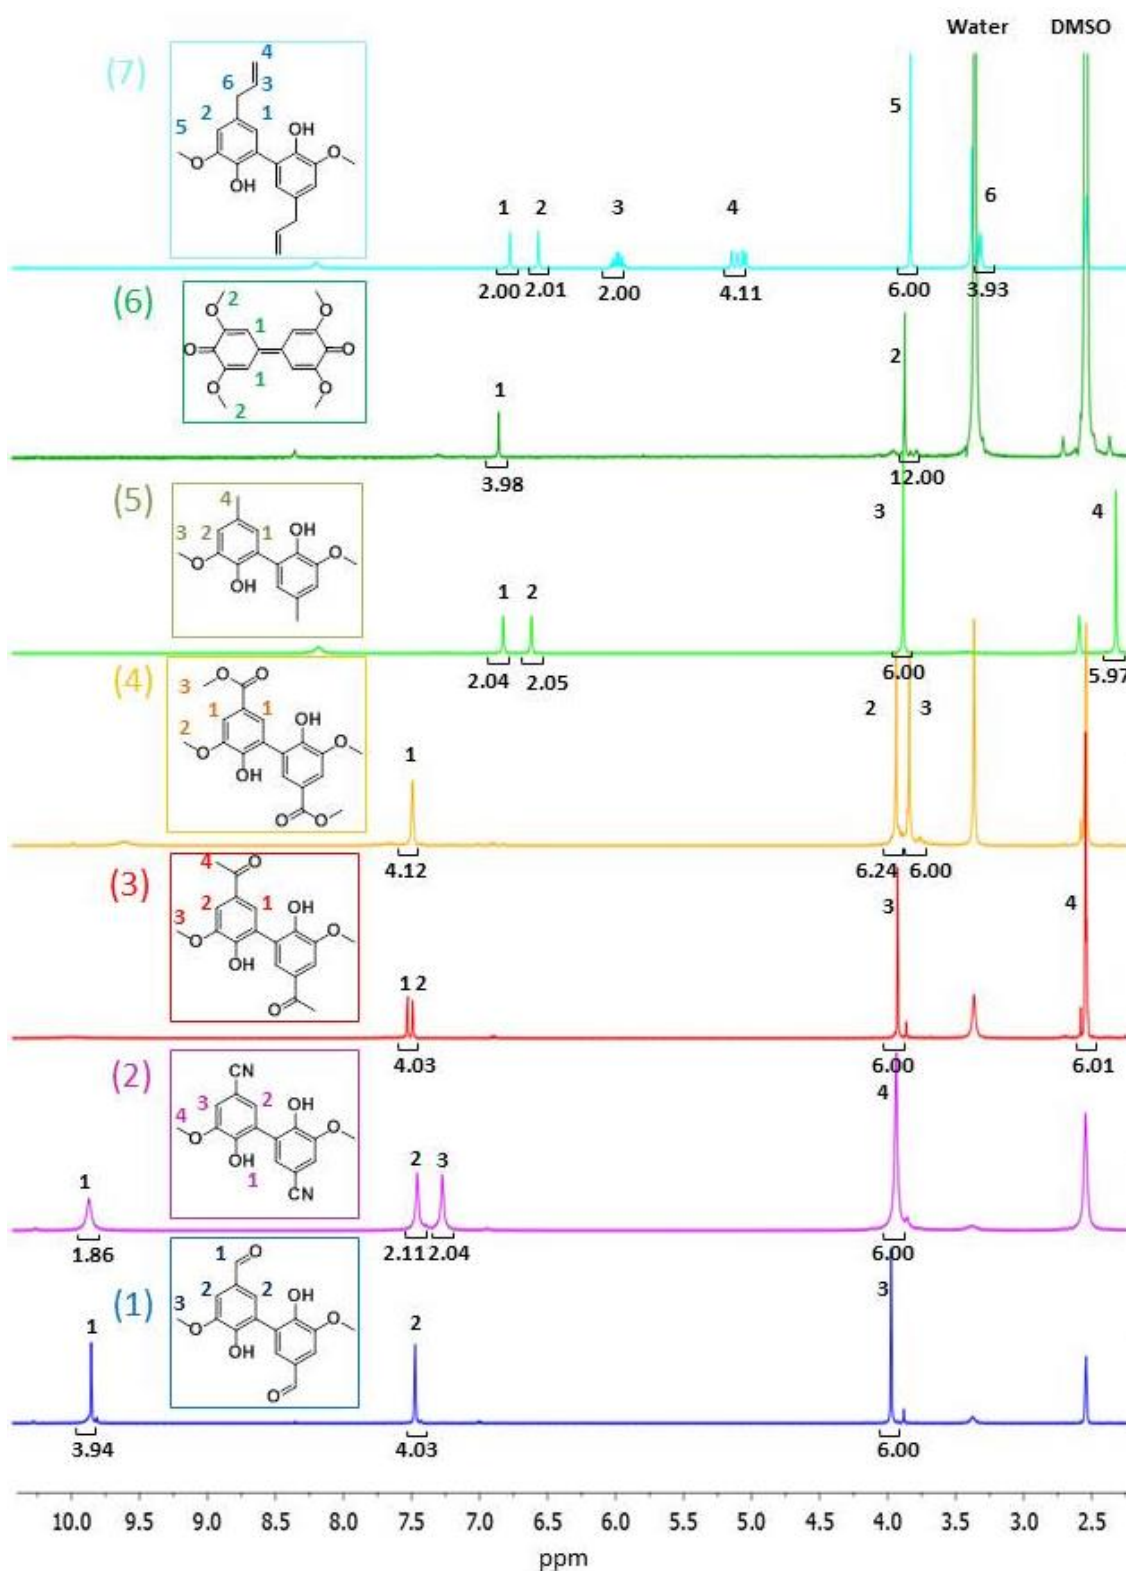 Water DMSO
(7)
4
6 3
5 2 1 OH
O O
OH
5
6
1 2 3 4
2.00 2.01 2.00 4.11 6.00 3.93
(6)
2
O O
1
O O
1
O O
2
2
1
3.98 12.00
(5)
4
3 2 1 OH
O O
OH
3 4
1 2
2.04 2.05 6.00 5.97
(4)
3 O
O
1 1 OH
2 O O
OH
O O
2 3
1
4.12 6.24 6.00
(3)
4 O
2 1 OH
3 O O
OH
O
3 4
1 2
4.03 6.00 6.01
(2)
CN
3 2 OH
4 O O
OH
1 CN
4
1 2 3
1.86 2.11 2.04 6.00
(1)
1 O
2 2 OH
3 O O
OH
O
3
1 2
3.94 4.03 6.00
10.0 9.5 9.0 8.5 8.0 7.5 7.0 6.5 6.0 5.5 5.0 4.5 4.0 3.5 3.0 2.5
ppm